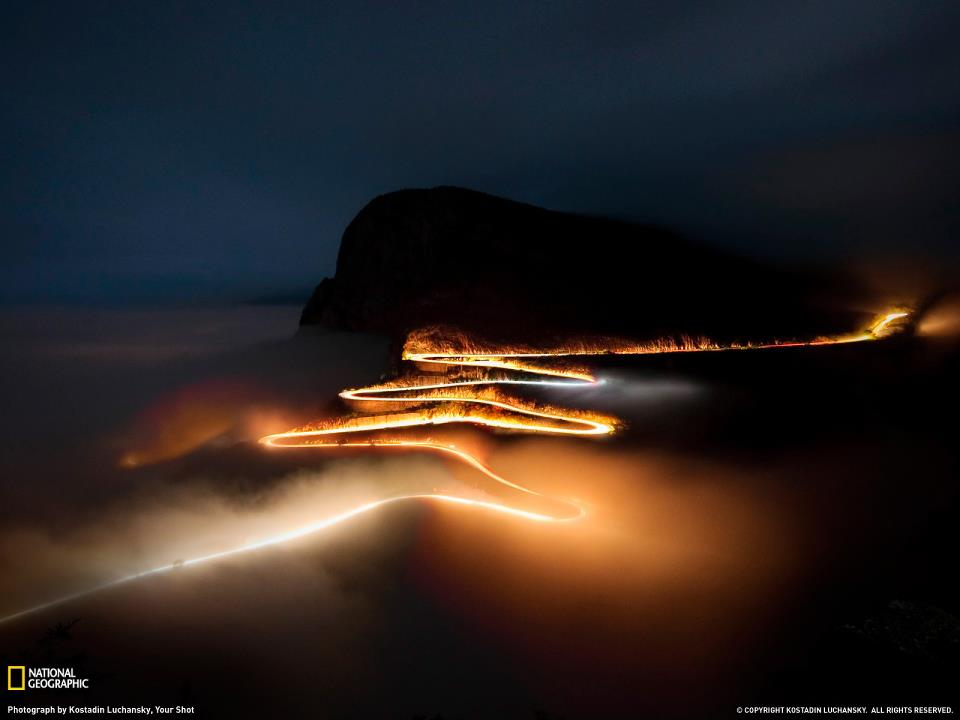 NATIONAL
GEOGRAPHIC
Photograph by Kostadin Luchansky, Your Shot
© COPYRIGHT KOSTADIN LUCHANSKY. ALL RIGHTS RESERVED.